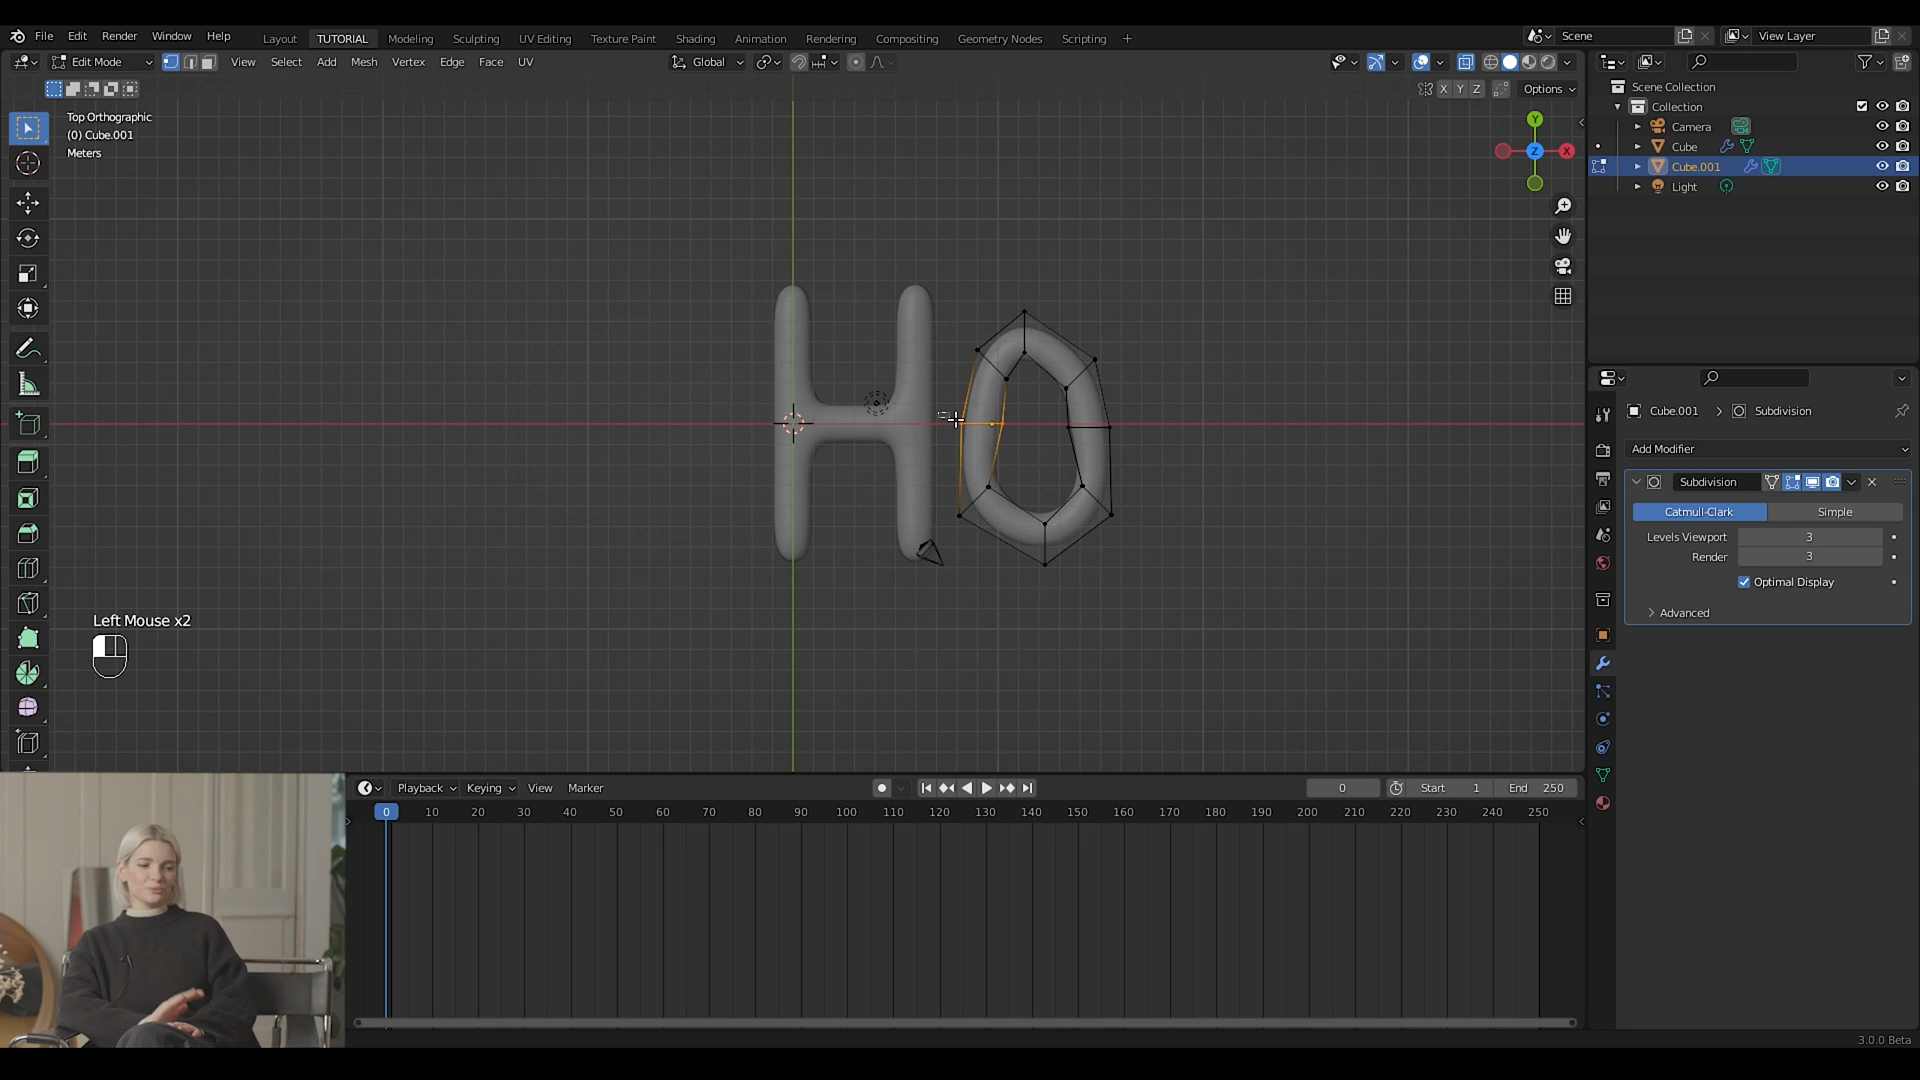 File Edit Render Window Help Layout TUTORIAL Modeling Sculpting UV Editing Texture Paint Shading Animation Rendering Compositing Geometry Nodes Scripting + Scene View Layer
Edit Mode View Select Add Mesh Vertex Edge Face UV Global
X Y Z Options
Top Orthographic
(0) Cube.001
Meters
Y
Z
X
Scene Collection
Collection
Camera
Cube
Cube.001
Light
Cube.001 > Subdivision
Add Modifier
Subdivision
Catmull-Clark Simple
Levels Viewport 3
Render 3
Optimal Display
> Advanced
HO
Left Mouse x2
Playback Keying View Marker 0 Start 1 End 250
0 10 20 30 40 50 60 70 80 90 100 110 120 130 140 150 160 170 180 190 200 210 220 230 240 250
3.0.0 Beta